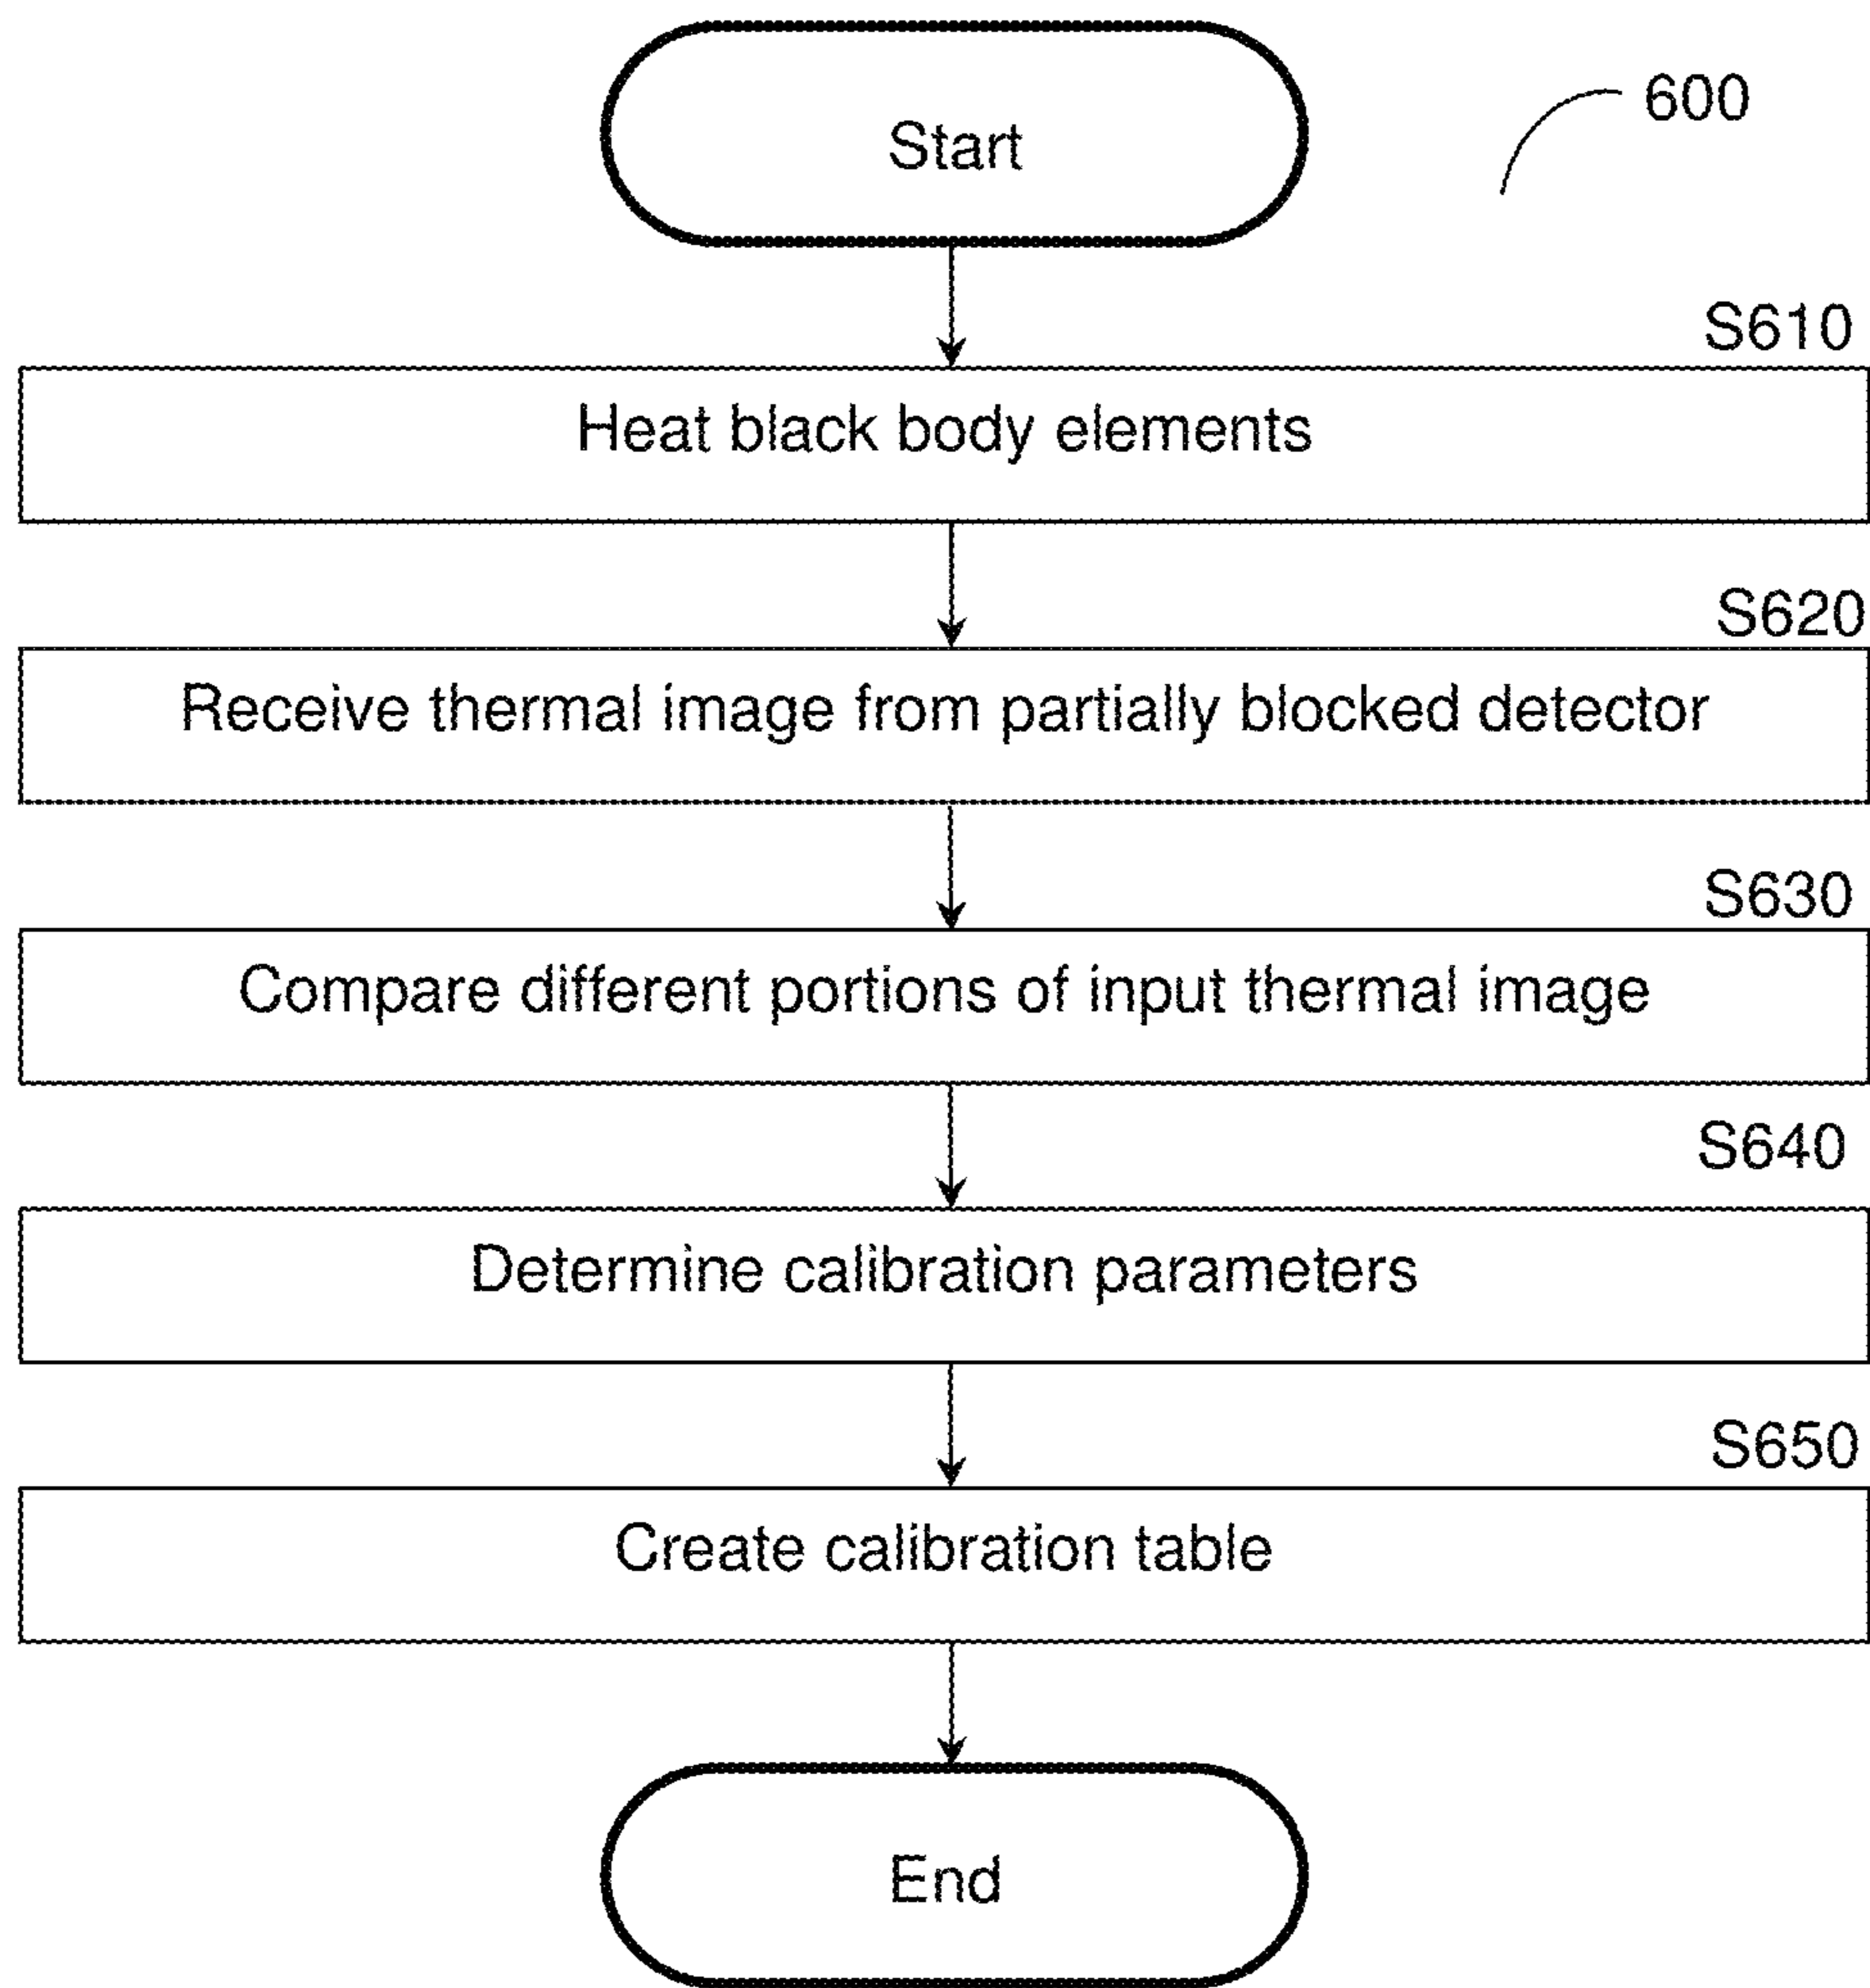 Start
600
S610
Heat black body elements
S620
Receive thermal image from partially blocked detector
S630
Compare different portions of input thermal image
S640
Determine calibration parameters
S650
Create calibration table
End